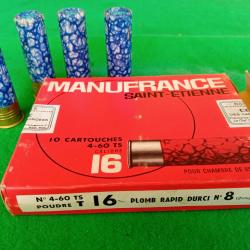 MANUFRANCE
SAINT-ETIENNE
10 CARTOUCHES
4-60 TS
CALIBRE
16
POUR CHAMBRE DE
N° 4-60 TS
POUDRE T 16 PLOMB RAPID DURCI N° 8